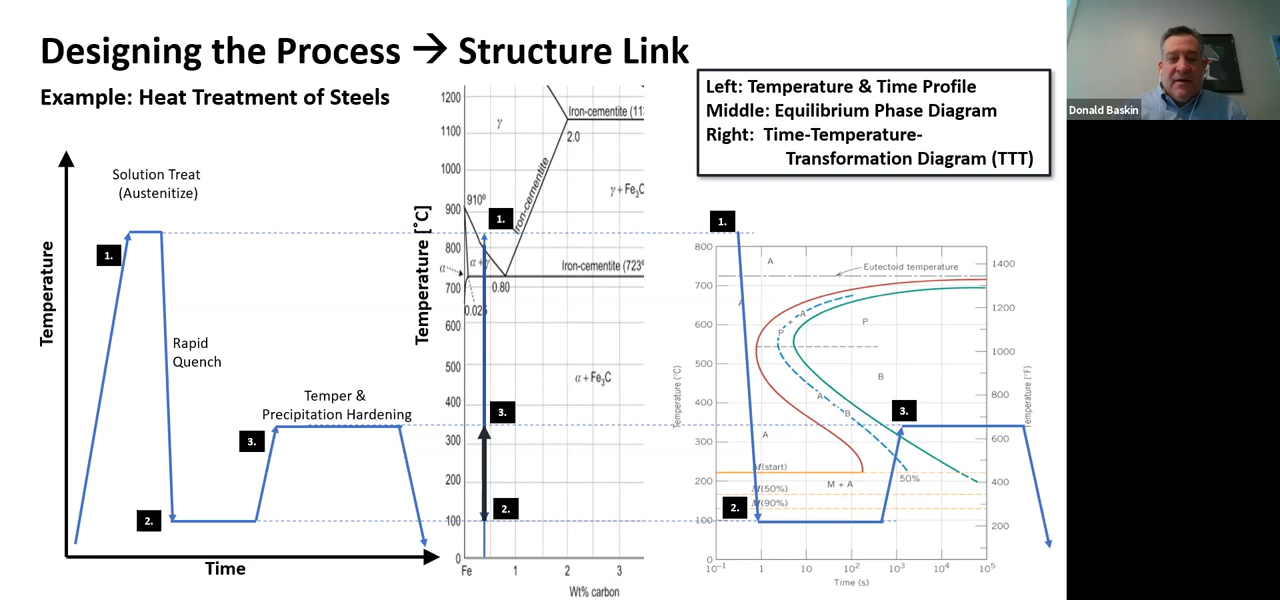 Designing the Process → Structure Link
Example: Heat Treatment of Steels
Left: Temperature & Time Profile
Middle: Equilibrium Phase Diagram
Right: Time-Temperature-
Transformation Diagram (TTT)
Donald Baskin
Temperature
Solution Treat
(Austenitize)
1.
Rapid
Quench
2.
3.
Temper &
Precipitation Hardening
Time
Temperature [°C]
1200
1100
1000
900
800
700
600
500
400
300
200
100
0
γ
Iron-cementite (11
2.0
Iron-cementite
γ + Fe₃C
910°
1.
α + γ
α
Iron-cementite (723°
0.80
0.02
α + Fe₃C
3.
2.
Fe
1
2
3
Wt% carbon
1.
Temperature (°C)
800
700
600
500
400
300
200
100
0
A
Eutectoid temperature
A
P + A
P
B
A + B
A
3.
M(start)
M + A
50%
M(50%)
M(90%)
2.
1400
1200
1000
800
600
400
200
Temperature (°F)
10⁻¹
1
10
10²
10³
10⁴
10⁵
Time (s)